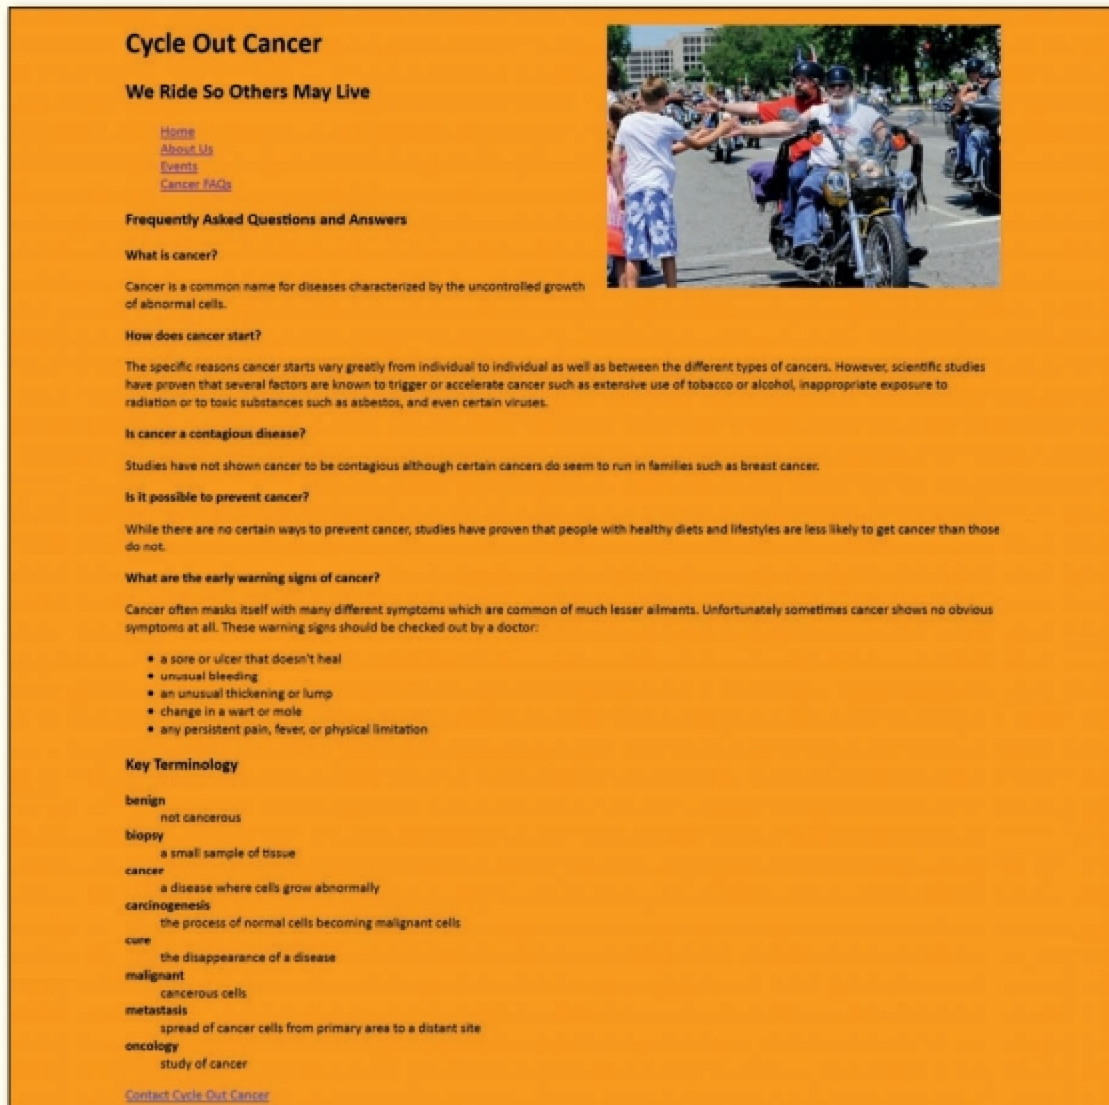 Cycle Out Cancer
We Ride So Others May Live
Home
About Us
Events
Cancer FAQs
Frequently Asked Questions and Answers
What is cancer?
Cancer is a common name for diseases characterized by the uncontrolled growth
of abnormal cells.
How does cancer start?
The specific reasons cancer starts vary greatly from individual to individual as well as between the different types of cancers. However, scientific studies
have proven that several factors are known to trigger or accelerate cancer such as extensive use of tobacco or alcohol, inappropriate exposure to
radiation or to toxic substances such as asbestos, and even certain viruses.
Is cancer a contagious disease?
Studies have not shown cancer to be contagious although certain cancers do seem to run in families such as breast cancer.
Is it possible to prevent cancer?
While there are no certain ways to prevent cancer, studies have proven that people with healthy diets and lifestyles are less likely to get cancer than those
do not.
What are the early warning signs of cancer?
Cancer often masks itself with many different symptoms which are common of much lesser ailments. Unfortunately sometimes cancer shows no obvious
symptoms at all. These warning signs should be checked out by a doctor:
• a sore or ulcer that doesn't heal
• unusual bleeding
• an unusual thickening or lump
• change in a wart or mole
• any persistent pain, fever, or physical limitation
Key Terminology
benign
not cancerous
biopsy
a small sample of tissue
cancer
a disease where cells grow abnormally
carcinogenesis
the process of normal cells becoming malignant cells
cure
the disappearance of a disease
malignant
cancerous cells
metastasis
spread of cancer cells from primary area to a distant site
oncology
study of cancer
Contact Cycle Out Cancer